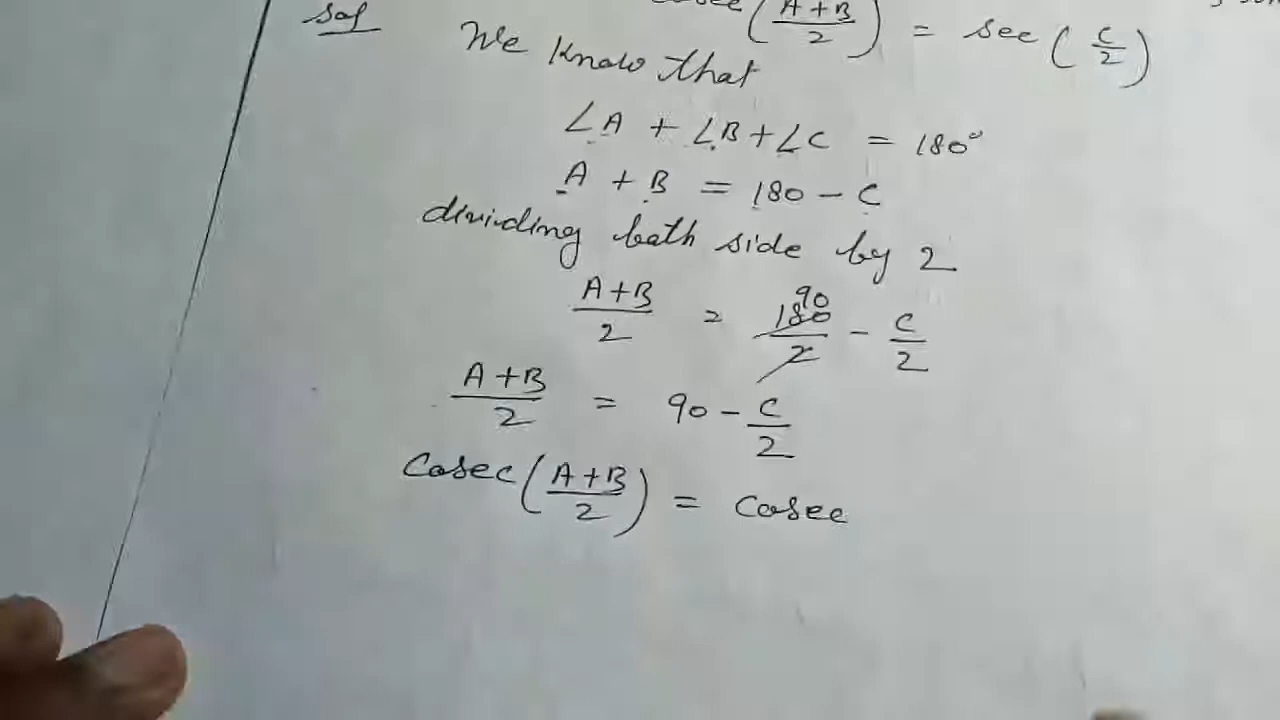 (A+B/2) = sec (C/2)
Sol
We know that
∠A + ∠B + ∠C = 180°
A + B = 180 - C
dividing both side by 2
A+B/2 = 180/2 90 - C/2
A+B/2 = 90 - C/2
Cosec(A+B/2) = Cosec